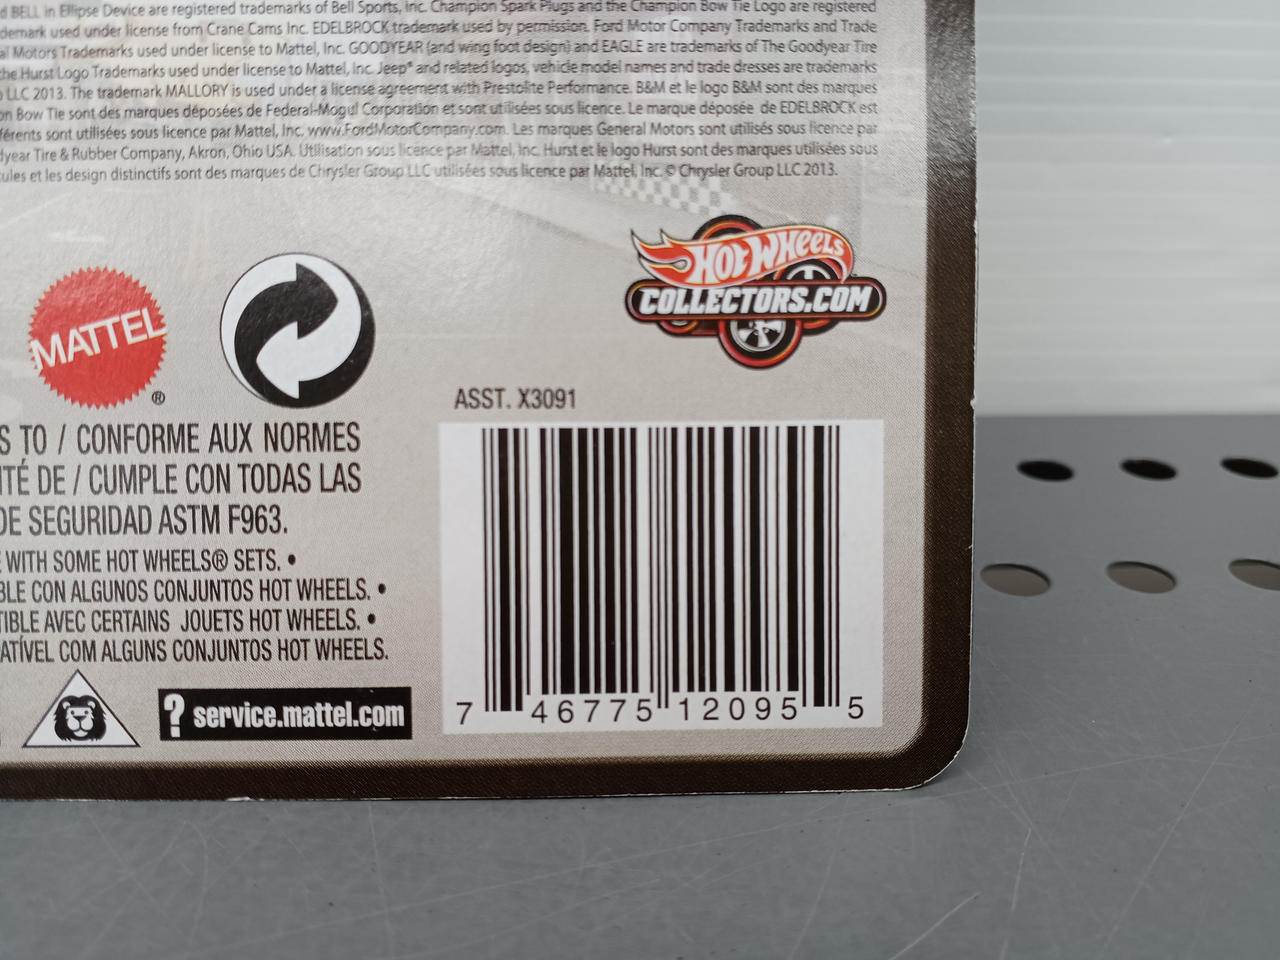 d BELL in Ellipse Device are registered trademarks of Bell Sports, Inc. Champion Spark Plugs and the Champion Bow Tie Logo are registered
demark used under license from Crane Cams Inc. EDELBROCK trademark used by permission. Ford Motor Company Trademarks and Trade
al Motors Trademarks used under license to Mattel, Inc. GOODYEAR (and wing foot design) and EAGLE are trademarks of The Goodyear Tire
the Hurst Logo Trademarks used under license to Mattel, Inc. Jeep® and related logos, vehicle model names and trade dresses are trademarks
LLC 2013. The trademark MALLORY is used under a license agreement with Prestolite Performance. B&M et le logo B&M sont des marques
on Bow Tie sont des marques déposées de Federal-Mogul Corporation et sont utilisées sous licence. Le marque déposée de EDELBROCK est
fférents sont utilisées sous licence par Mattel, Inc. www.FordMotorCompany.com. Les marques General Motors sont utilisés sous licence par
dyear Tire & Rubber Company, Akron, Ohio USA. Utilisation sous licence par Mattel, Inc. Hurst et le logo Hurst sont des marques utilisées sous
cules et les design distinctifs sont des marques de Chrysler Group LLC utilisées sous licence par Mattel, Inc. © Chrysler Group LLC 2013.
HOT WHEELS
COLLECTORS.COM
MATTEL
®
ASST. X3091
S TO / CONFORME AUX NORMES
ITÉ DE / CUMPLE CON TODAS LAS
DE SEGURIDAD ASTM F963.
WITH SOME HOT WHEELS® SETS. •
BLE CON ALGUNOS CONJUNTOS HOT WHEELS. •
TIBLE AVEC CERTAINS JOUETS HOT WHEELS. •
ATÍVEL COM ALGUNS CONJUNTOS HOT WHEELS.
? service.mattel.com
7 46775 12095 5